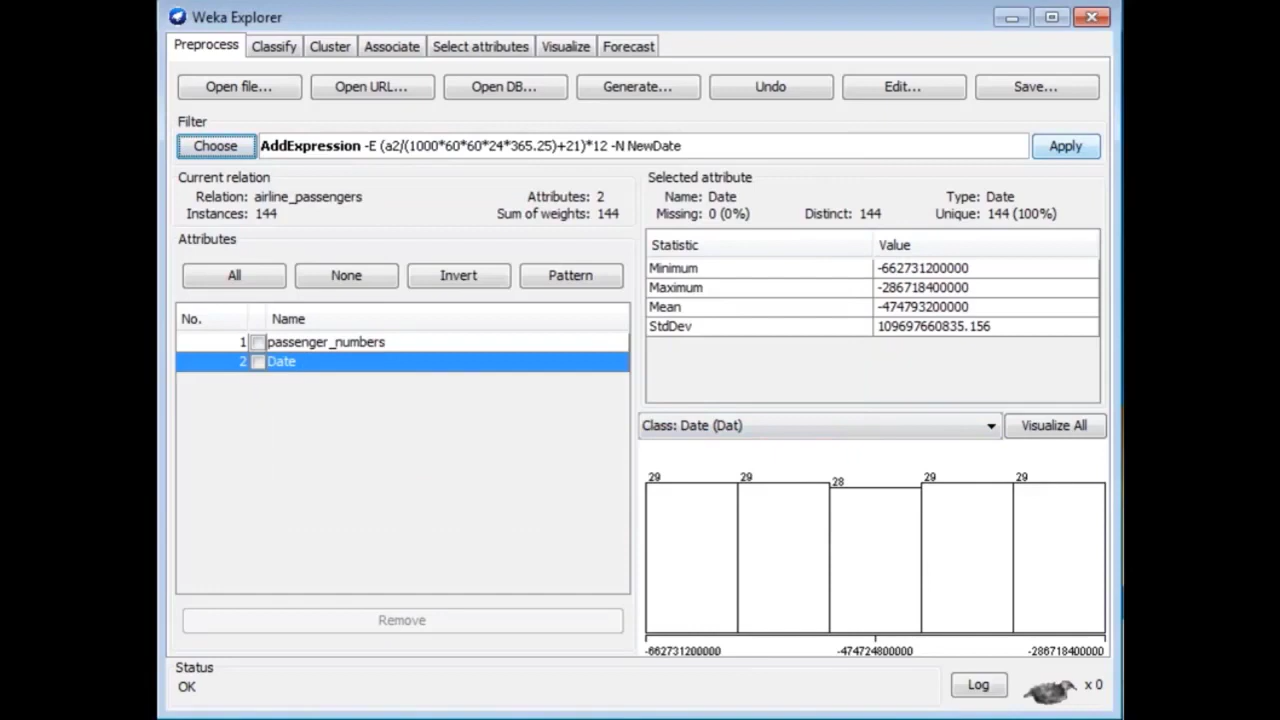 Weka Explorer
Preprocess Classify Cluster Associate Select attributes Visualize Forecast
Open file... Open URL... Open DB... Generate... Undo Edit... Save...
Filter
Choose AddExpression -E (a2/(1000*60*60*24*365.25)+21)*12 -N NewDate Apply
Current relation
Relation: airline_passengers Attributes: 2
Instances: 144 Sum of weights: 144
Selected attribute
Name: Date Type: Date
Missing: 0 (0%) Distinct: 144 Unique: 144 (100%)
Attributes
All None Invert Pattern
No. Name
1 passenger_numbers
2 Date
Remove
Statistic Value
Minimum -662731200000
Maximum -286718400000
Mean -474793200000
StdDev 109697660835.156
Class: Date (Dat) Visualize All
29 29 28 29 29
-662731200000 -474724800000 -286718400000
Status
OK
Log x 0